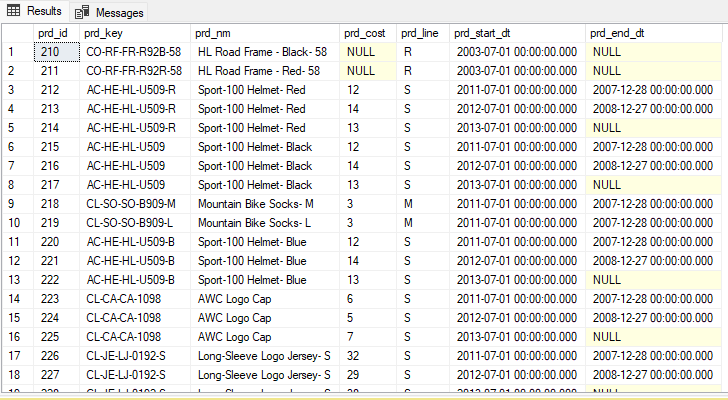 Results Messages
prd_id prd_key prd_nm prd_cost prd_line prd_start_dt prd_end_dt
1 210 CO-RF-FR-R92B-58 HL Road Frame - Black- 58 NULL R 2003-07-01 00:00:00.000 NULL
2 211 CO-RF-FR-R92R-58 HL Road Frame - Red- 58 NULL R 2003-07-01 00:00:00.000 NULL
3 212 AC-HE-HL-U509-R Sport-100 Helmet- Red 12 S 2011-07-01 00:00:00.000 2007-12-28 00:00:00.000
4 213 AC-HE-HL-U509-R Sport-100 Helmet- Red 14 S 2012-07-01 00:00:00.000 2008-12-27 00:00:00.000
5 214 AC-HE-HL-U509-R Sport-100 Helmet- Red 13 S 2013-07-01 00:00:00.000 NULL
6 215 AC-HE-HL-U509 Sport-100 Helmet- Black 12 S 2011-07-01 00:00:00.000 2007-12-28 00:00:00.000
7 216 AC-HE-HL-U509 Sport-100 Helmet- Black 14 S 2012-07-01 00:00:00.000 2008-12-27 00:00:00.000
8 217 AC-HE-HL-U509 Sport-100 Helmet- Black 13 S 2013-07-01 00:00:00.000 NULL
9 218 CL-SO-SO-B909-M Mountain Bike Socks- M 3 M 2011-07-01 00:00:00.000 2007-12-28 00:00:00.000
10 219 CL-SO-SO-B909-L Mountain Bike Socks- L 3 M 2011-07-01 00:00:00.000 2007-12-28 00:00:00.000
11 220 AC-HE-HL-U509-B Sport-100 Helmet- Blue 12 S 2011-07-01 00:00:00.000 2007-12-28 00:00:00.000
12 221 AC-HE-HL-U509-B Sport-100 Helmet- Blue 14 S 2012-07-01 00:00:00.000 2008-12-27 00:00:00.000
13 222 AC-HE-HL-U509-B Sport-100 Helmet- Blue 13 S 2013-07-01 00:00:00.000 NULL
14 223 CL-CA-CA-1098 AWC Logo Cap 6 S 2011-07-01 00:00:00.000 2007-12-28 00:00:00.000
15 224 CL-CA-CA-1098 AWC Logo Cap 5 S 2012-07-01 00:00:00.000 2008-12-27 00:00:00.000
16 225 CL-CA-CA-1098 AWC Logo Cap 7 S 2013-07-01 00:00:00.000 NULL
17 226 CL-JE-LJ-0192-S Long-Sleeve Logo Jersey- S 32 S 2011-07-01 00:00:00.000 2007-12-28 00:00:00.000
18 227 CL-JE-LJ-0192-S Long-Sleeve Logo Jersey- S 29 S 2012-07-01 00:00:00.000 2008-12-27 00:00:00.000